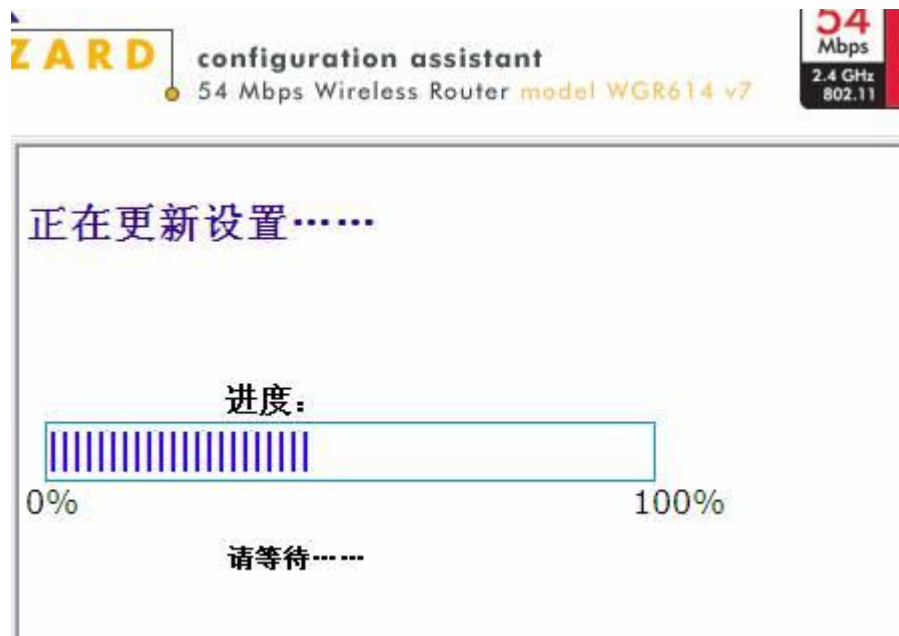 ZARD
configuration assistant
54 Mbps Wireless Router model WGR614 v7
54
Mbps
2.4 GHz
802.11
正在更新设置……
进度：
0%
100%
请等待……